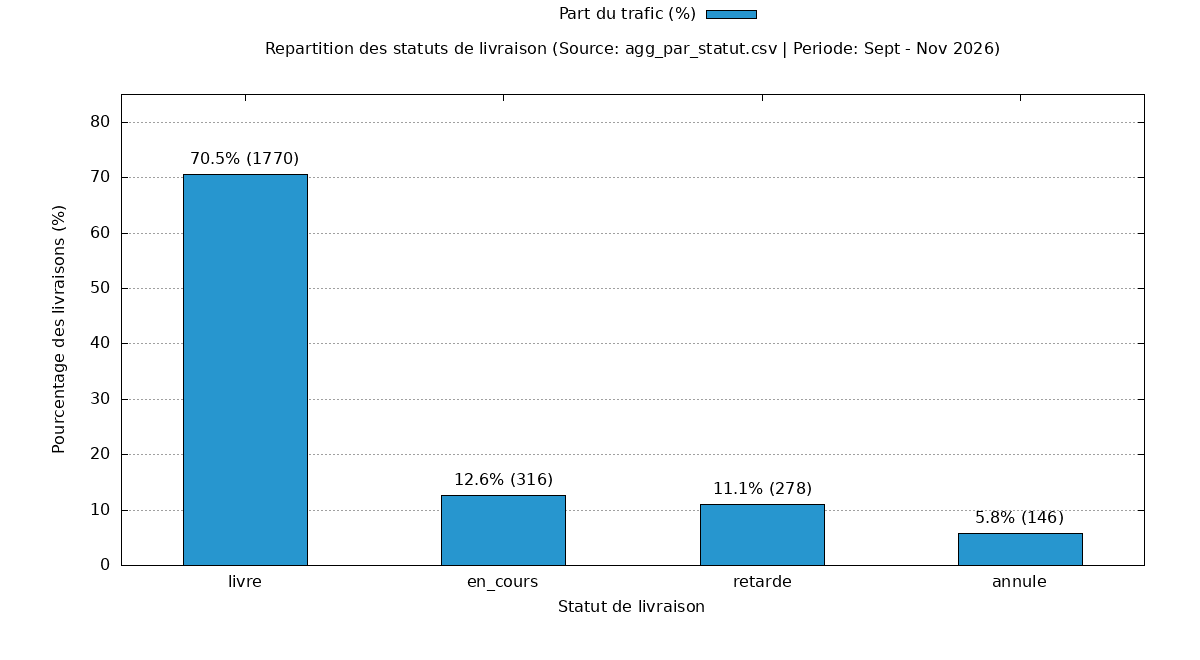 Part du trafic (%)
Repartition des statuts de livraison (Source: agg_par_statut.csv | Periode: Sept - Nov 2026)
Pourcentage des livraisons (%)
80
70
60
50
40
30
20
10
0
70.5% (1770)
12.6% (316)
11.1% (278)
5.8% (146)
livre
en_cours
retarde
annule
Statut de livraison